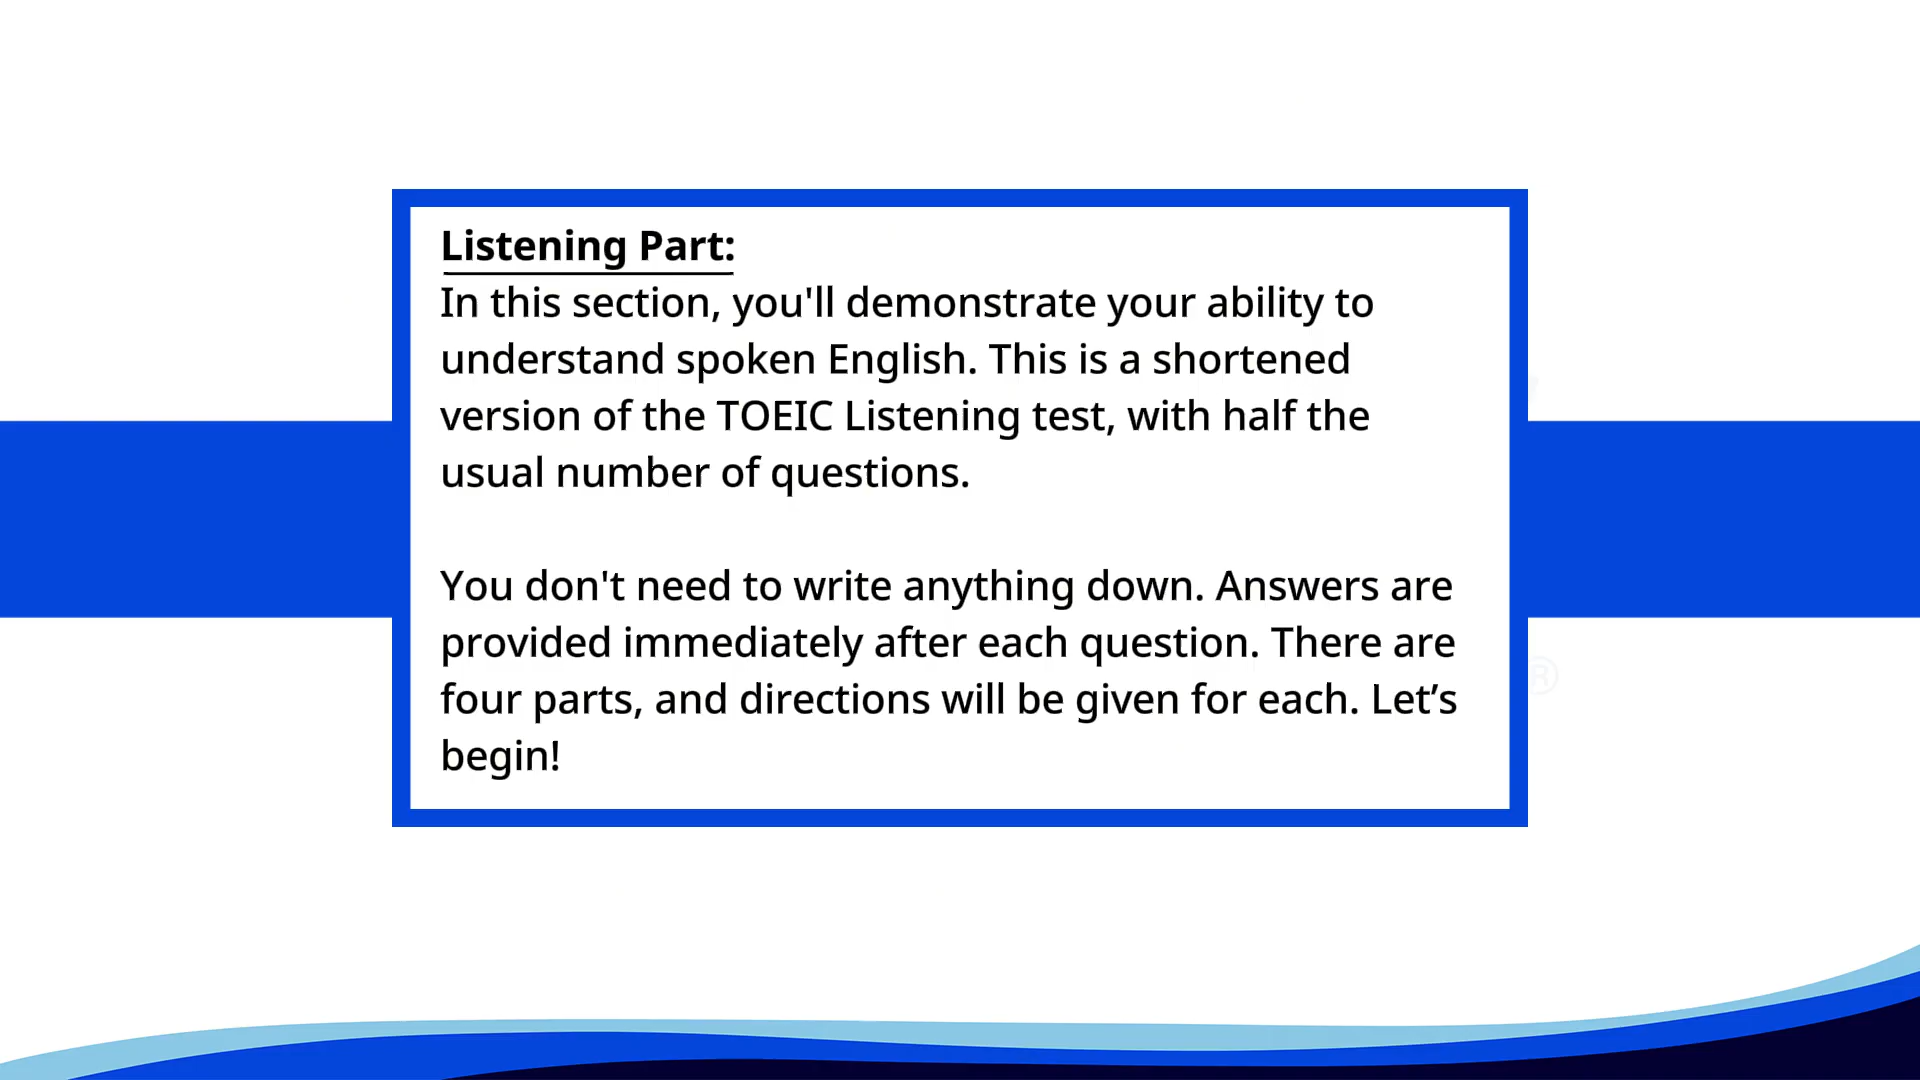 Listening Part:
In this section, you'll demonstrate your ability to
understand spoken English. This is a shortened
version of the TOEIC Listening test, with half the
usual number of questions.
You don't need to write anything down. Answers are
provided immediately after each question. There are
four parts, and directions will be given for each. Let’s
begin!
®